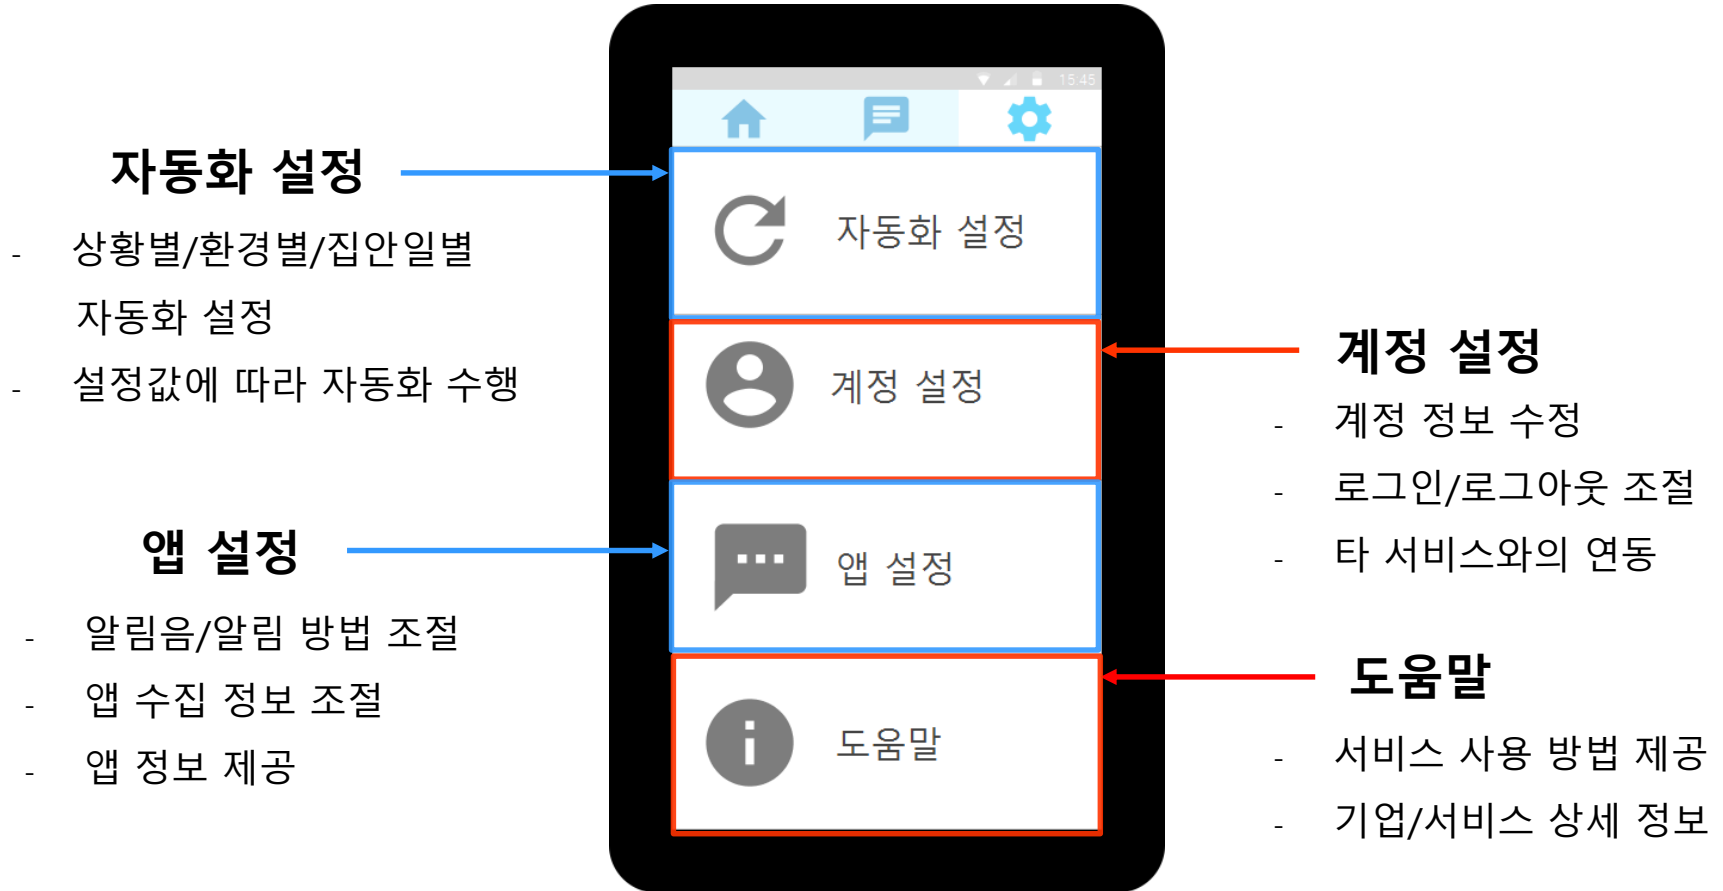 15:45
자동화 설정
- 상황별/환경별/집안일별
자동화 설정
- 설정값에 따라 자동화 수행
앱 설정
- 알림음/알림 방법 조절
- 앱 수집 정보 조절
- 앱 정보 제공
자동화 설정
계정 설정
앱 설정
도움말
계정 설정
- 계정 정보 수정
- 로그인/로그아웃 조절
- 타 서비스와의 연동
도움말
- 서비스 사용 방법 제공
- 기업/서비스 상세 정보